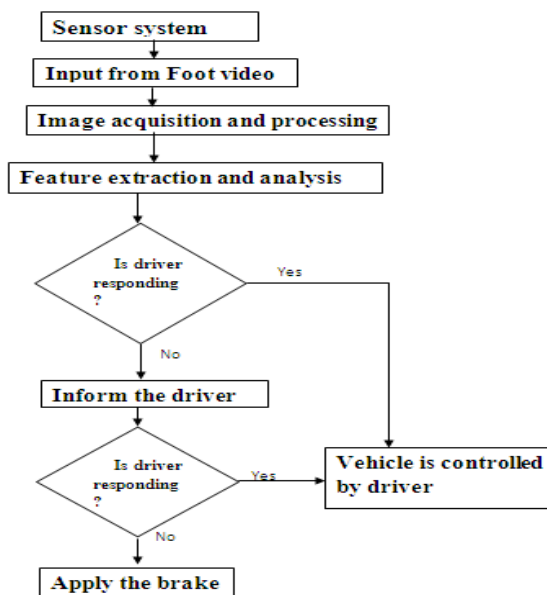 Sensor system
Input from Foot video
Image acquisition and processing
Feature extraction and analysis
Is driver
responding
?
Yes
No
Inform the driver
Is driver
responding
?
Yes
Vehicle is controlled
by driver
No
Apply the brake